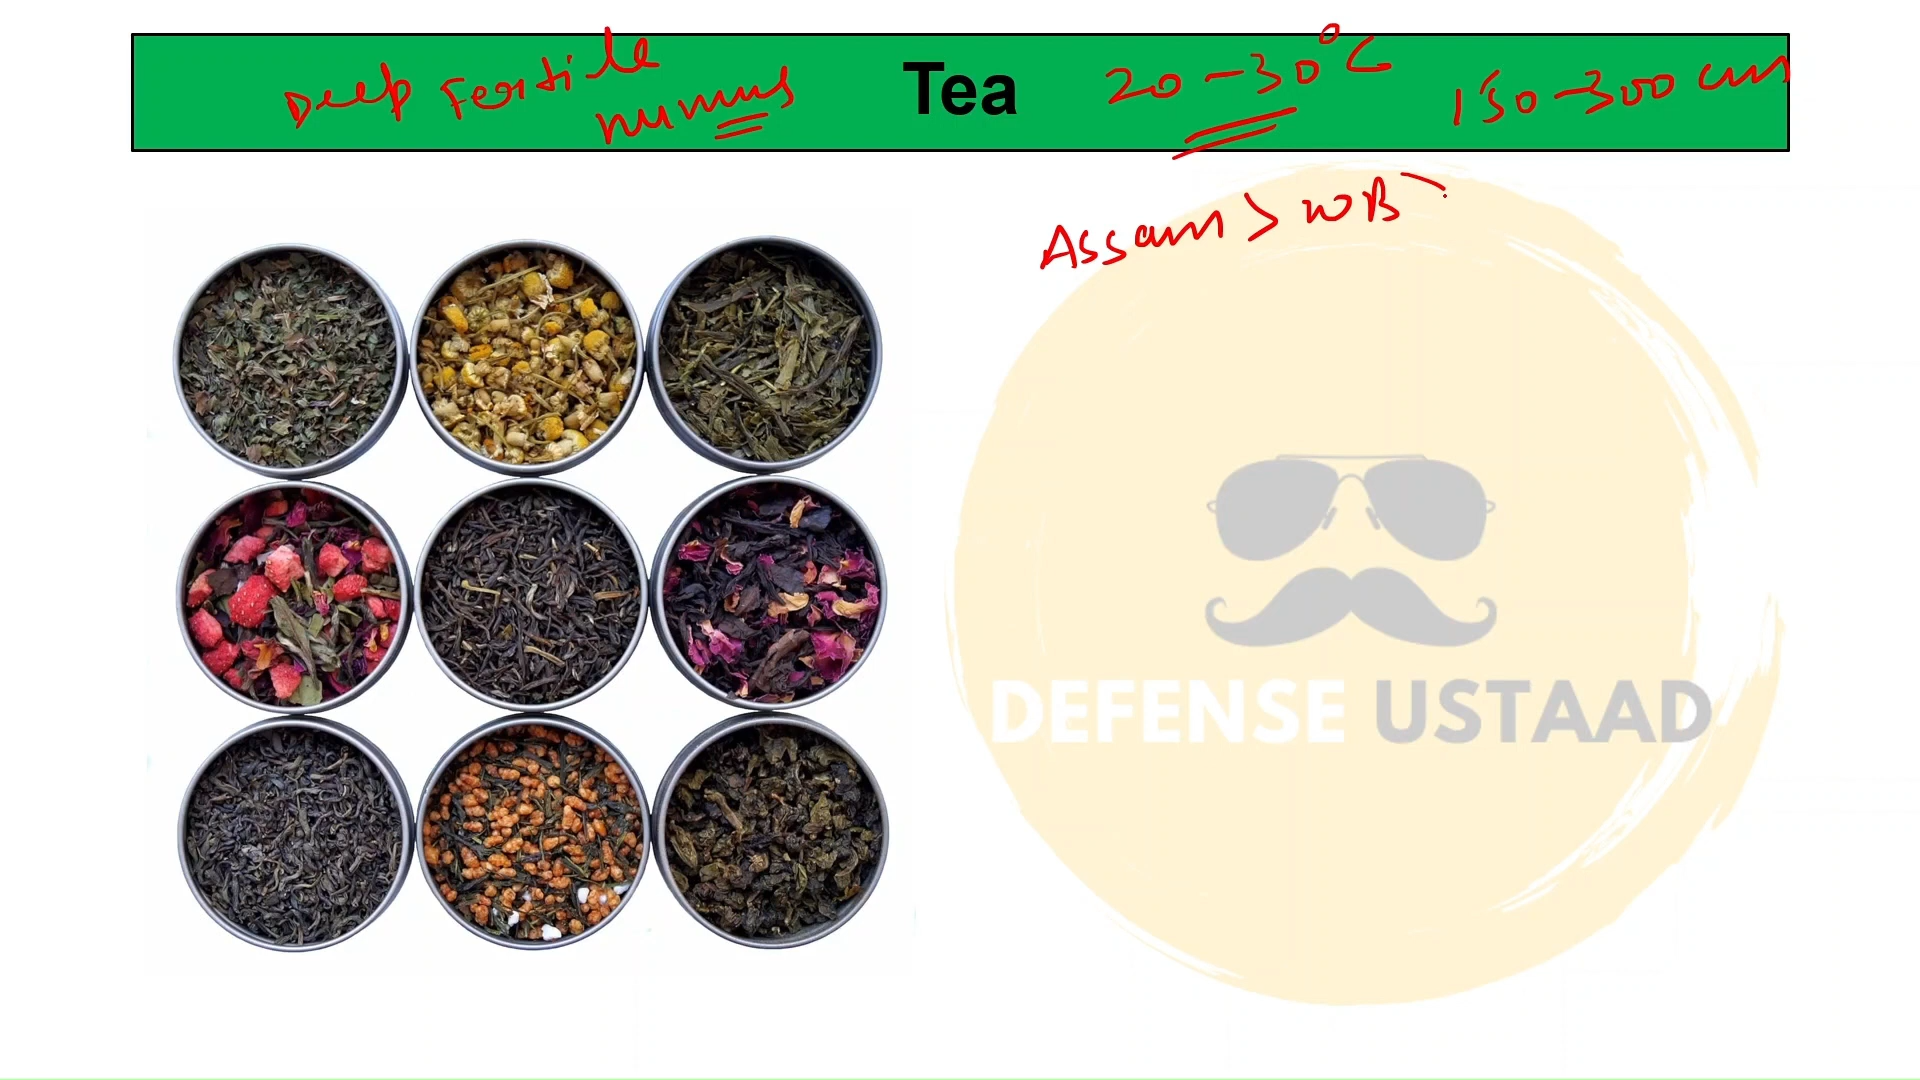 Deep Fertile
humus
Tea
20-30°C
150-300 cm
Assam > WB
DEFENSE USTAAD